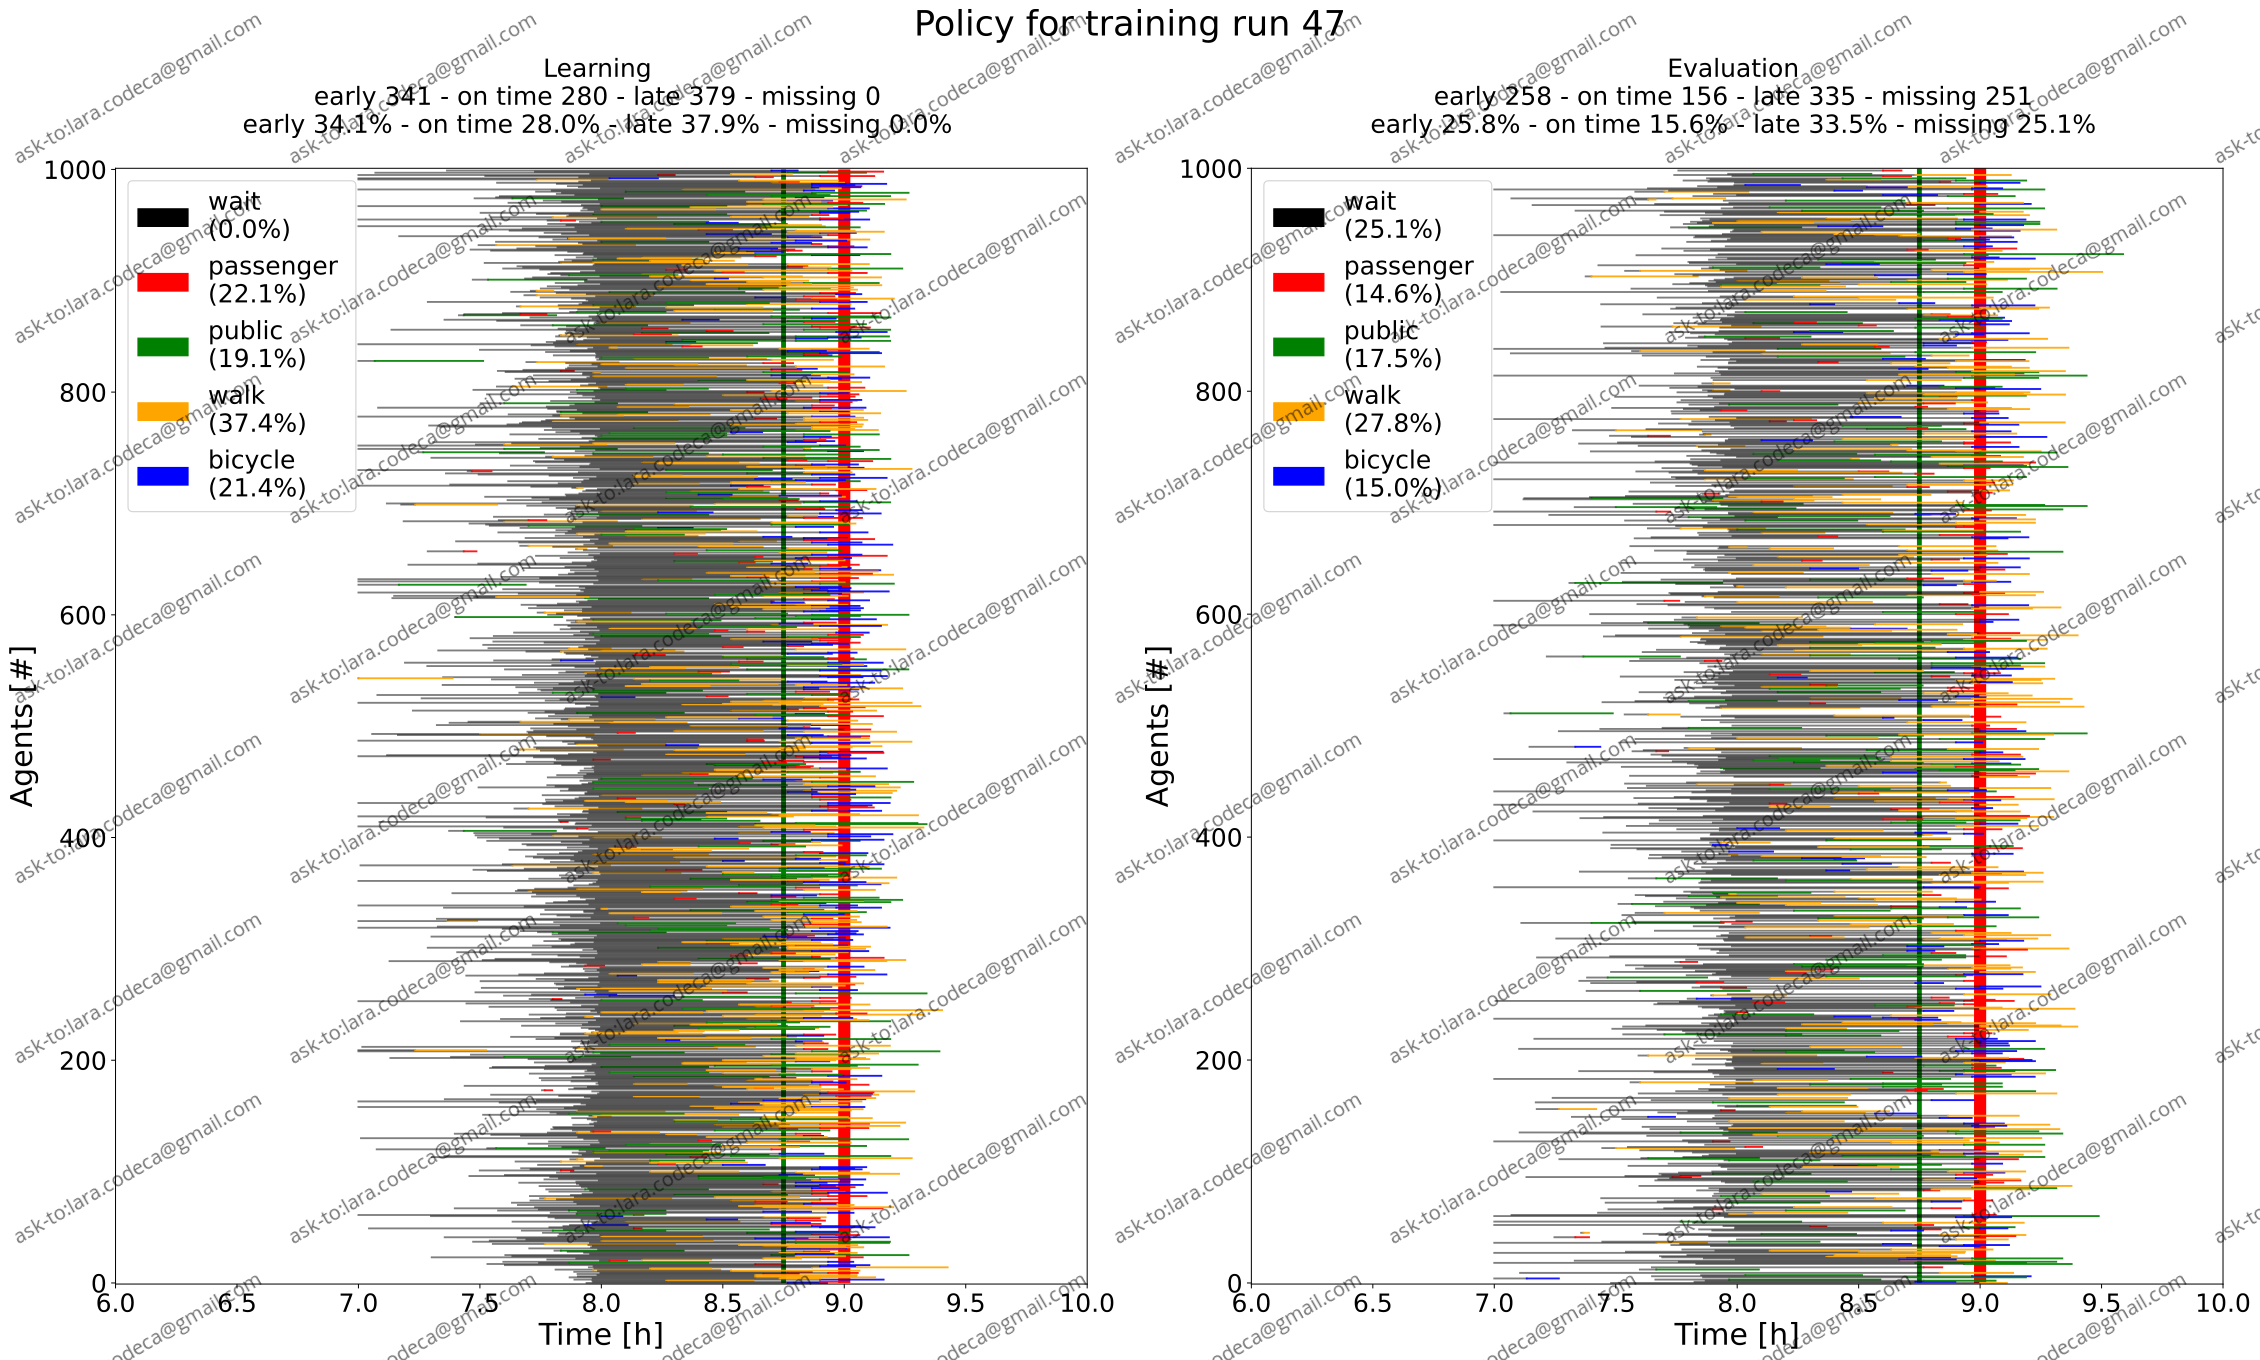 Policy for training run 47
Learning
early 341 - on time 280 - late 379 - missing 0
early 34.1% - on time 28.0% - late 37.9% - missing 0.0%
1000
800
600
400
200
0
Agents [#]
wait
(0.0%)
passenger
(22.1%)
public
(19.1%)
walk
(37.4%)
bicycle
(21.4%)
6.0 6.5 7.0 7.5 8.0 8.5 9.0 9.5 10.0
Time [h]
Evaluation
early 258 - on time 156 - late 335 - missing 251
early 25.8% - on time 15.6% - late 33.5% - missing 25.1%
1000
800
600
400
200
0
Agents [#]
wait
(25.1%)
passenger
(14.6%)
public
(17.5%)
walk
(27.8%)
bicycle
(15.0%)
6.0 6.5 7.0 7.5 8.0 8.5 9.0 9.5 10.0
Time [h]
ask-to:lara.codeca@gmail.com